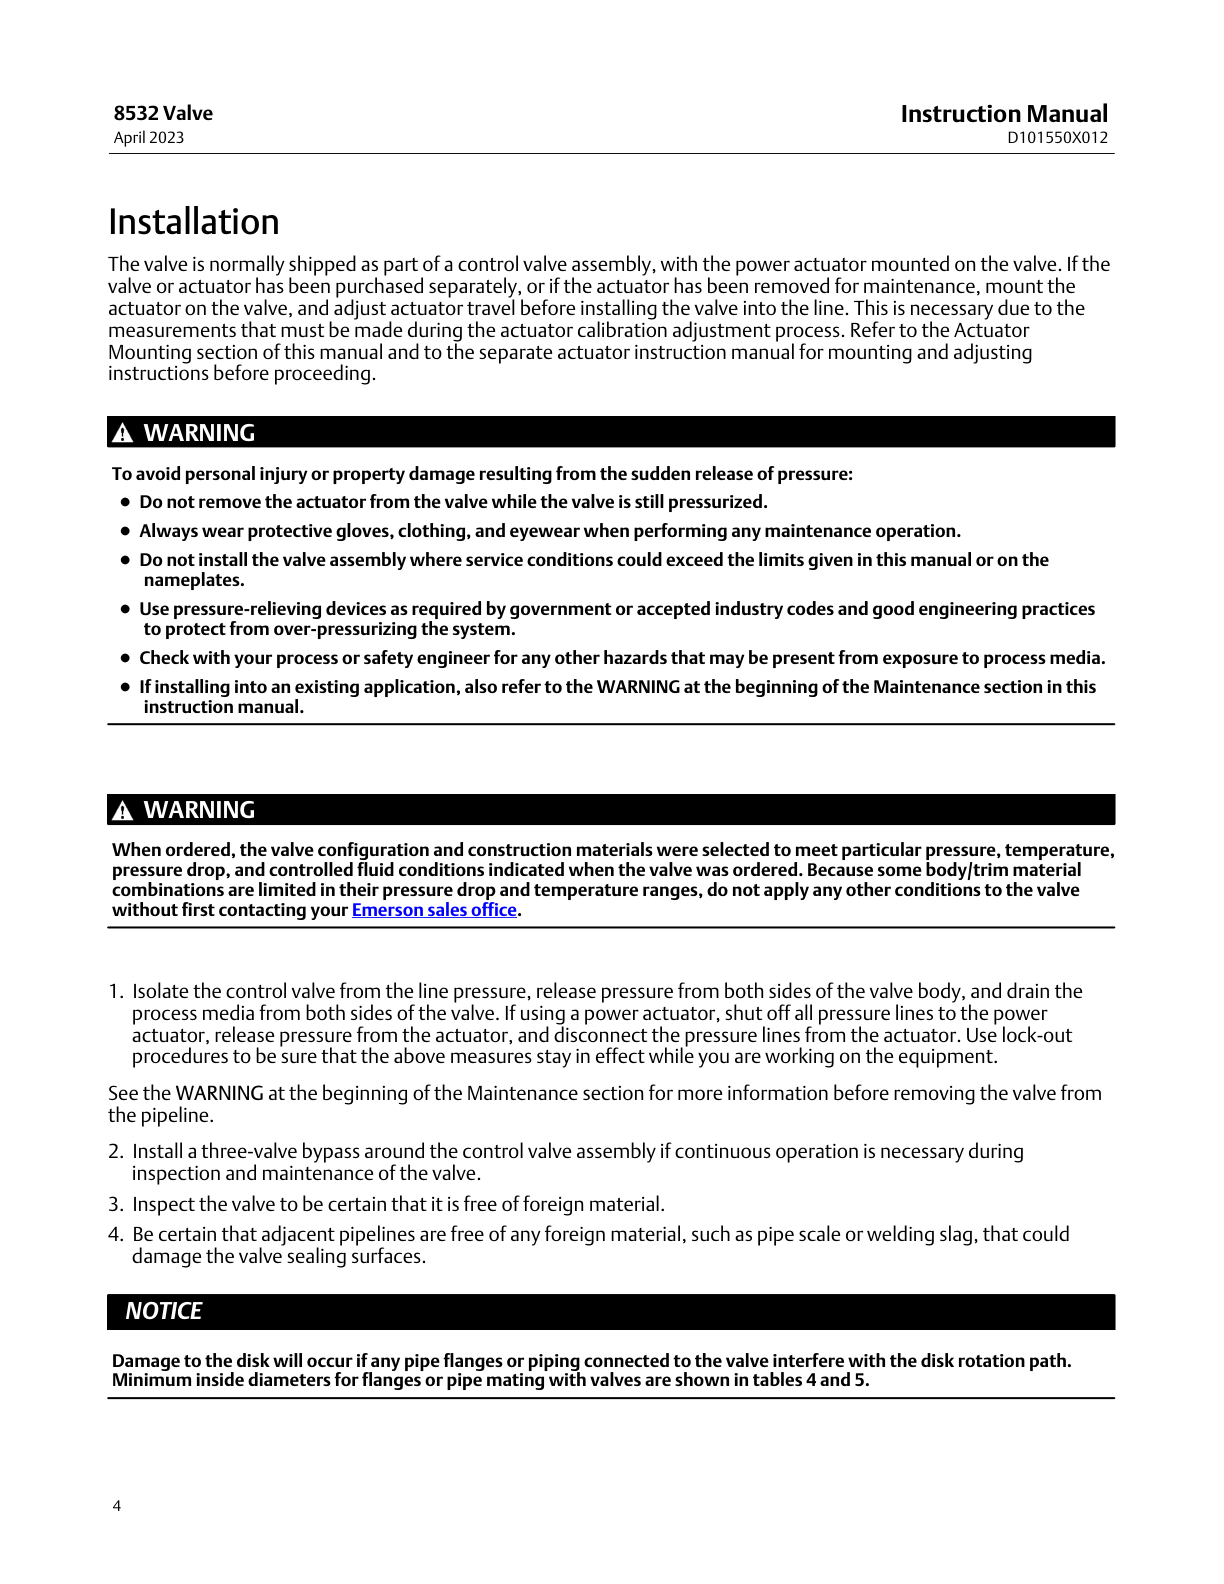 8532 Valve
April 2023
Instruction Manual
D101550X012
Installation
The valve is normally shipped as part of a control valve assembly, with the power actuator mounted on the valve. If the
valve or actuator has been purchased separately, or if the actuator has been removed for maintenance, mount the
actuator on the valve, and adjust actuator travel before installing the valve into the line. This is necessary due to the
measurements that must be made during the actuator calibration adjustment process. Refer to the Actuator
Mounting section of this manual and to the separate actuator instruction manual for mounting and adjusting
instructions before proceeding.
WARNING
To avoid personal injury or property damage resulting from the sudden release of pressure:
● Do not remove the actuator from the valve while the valve is still pressurized.
● Always wear protective gloves, clothing, and eyewear when performing any maintenance operation.
● Do not install the valve assembly where service conditions could exceed the limits given in this manual or on the
nameplates.
● Use pressure-relieving devices as required by government or accepted industry codes and good engineering practices
to protect from over-pressurizing the system.
● Check with your process or safety engineer for any other hazards that may be present from exposure to process media.
● If installing into an existing application, also refer to the WARNING at the beginning of the Maintenance section in this
instruction manual.
WARNING
When ordered, the valve configuration and construction materials were selected to meet particular pressure, temperature,
pressure drop, and controlled fluid conditions indicated when the valve was ordered. Because some body/trim material
combinations are limited in their pressure drop and temperature ranges, do not apply any other conditions to the valve
without first contacting your Emerson sales office.
1. Isolate the control valve from the line pressure, release pressure from both sides of the valve body, and drain the
process media from both sides of the valve. If using a power actuator, shut off all pressure lines to the power
actuator, release pressure from the actuator, and disconnect the pressure lines from the actuator. Use lock-out
procedures to be sure that the above measures stay in effect while you are working on the equipment.
See the WARNING at the beginning of the Maintenance section for more information before removing the valve from
the pipeline.
2. Install a three-valve bypass around the control valve assembly if continuous operation is necessary during
inspection and maintenance of the valve.
3. Inspect the valve to be certain that it is free of foreign material.
4. Be certain that adjacent pipelines are free of any foreign material, such as pipe scale or welding slag, that could
damage the valve sealing surfaces.
NOTICE
Damage to the disk will occur if any pipe flanges or piping connected to the valve interfere with the disk rotation path.
Minimum inside diameters for flanges or pipe mating with valves are shown in tables 4 and 5.
4